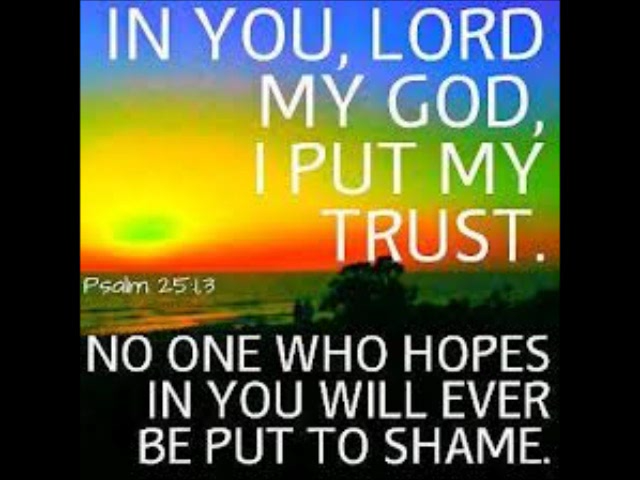 IN YOU, LORD
MY GOD,
I PUT MY
TRUST.
Psalm 25:1,3
NO ONE WHO HOPES
IN YOU WILL EVER
BE PUT TO SHAME.